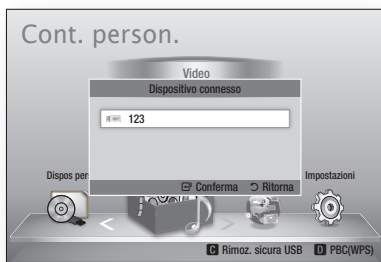 Cont. person.
Video
Dispositivo connesso
123
Dispos per
Impostazioni
Conferma Ritorna
C Rimoz. sicura USB D PBC(WPS)